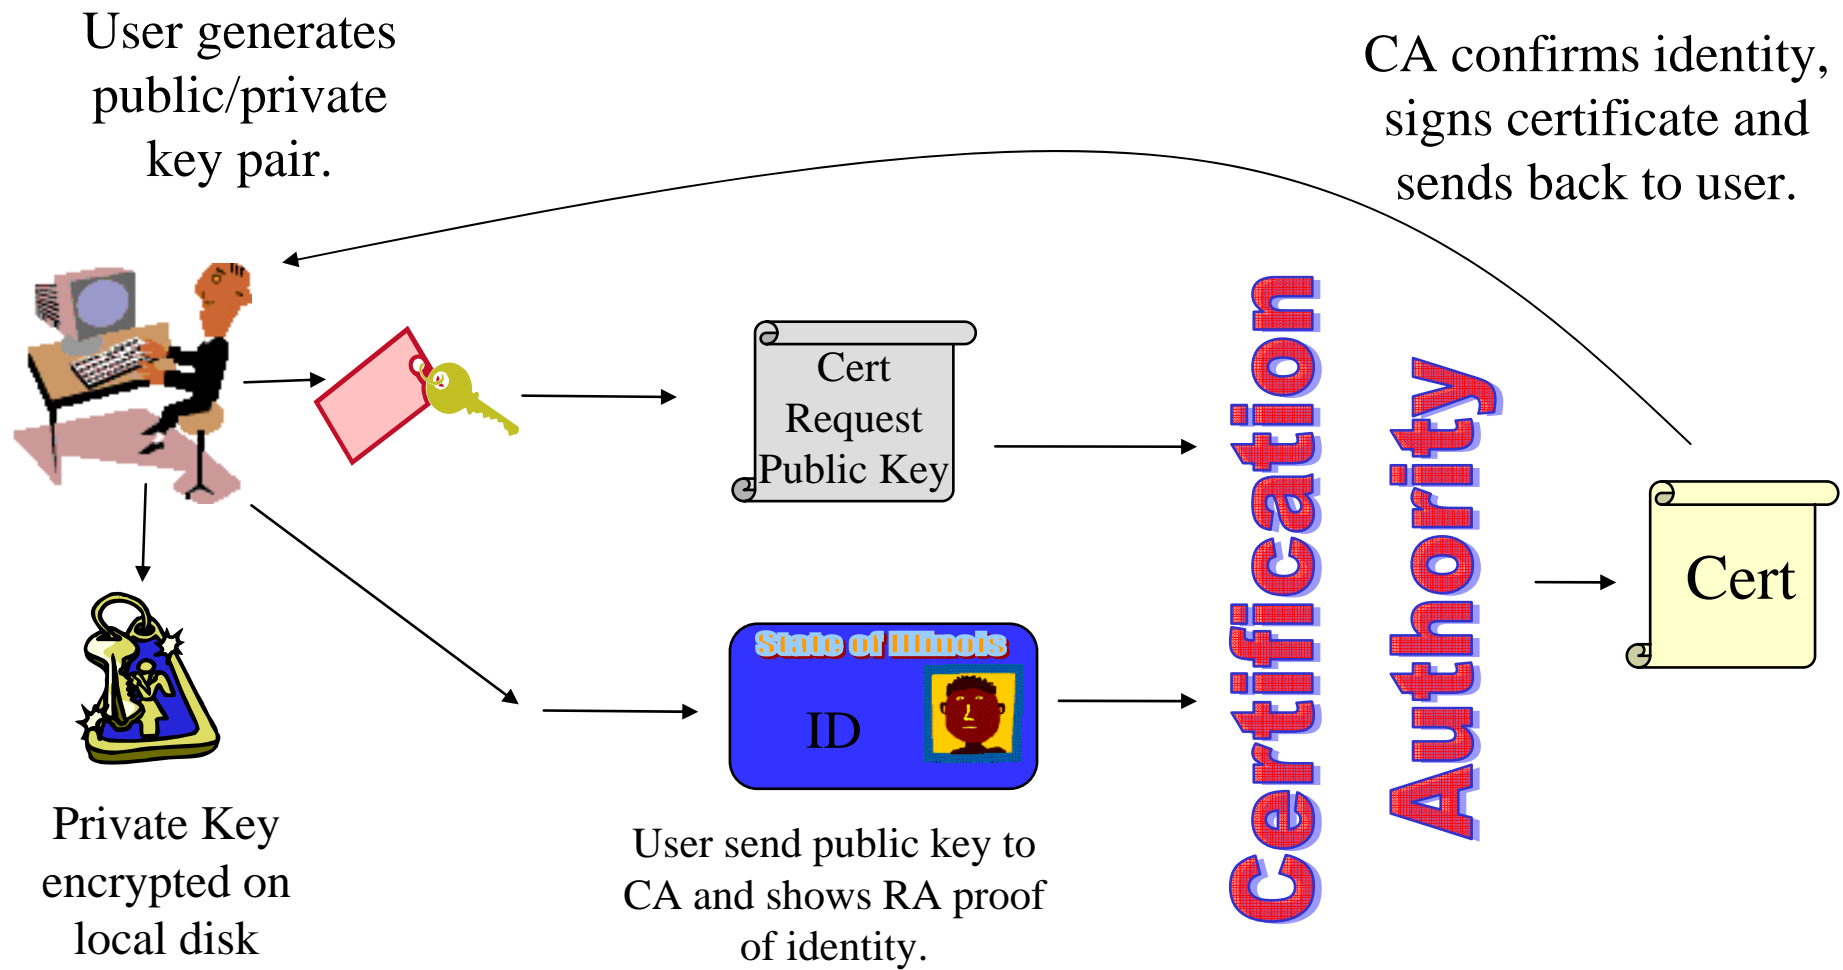 User generates
public/private
key pair.
CA confirms identity,
signs certificate and
sends back to user.
Cert
Request
Public Key
Certification
Authority
Cert
State of Illinois
ID
Private Key
encrypted on
local disk
User send public key to
CA and shows RA proof
of identity.